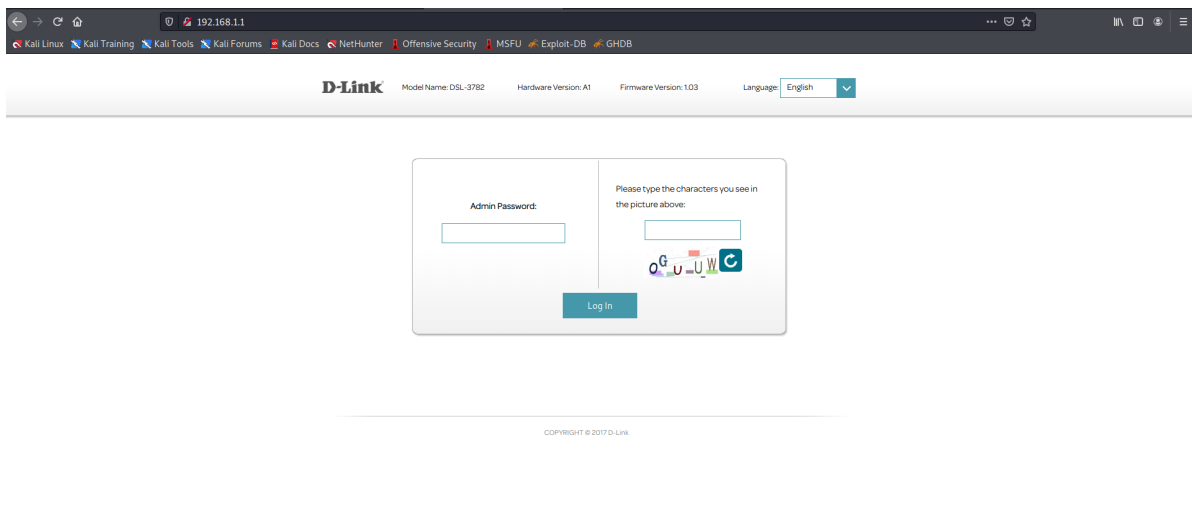 192.168.1.1
Kali Linux Kali Training Kali Tools Kali Forums Kali Docs NetHunter Offensive Security MSFU Exploit-DB GHDB
D-Link Model Name: DSL-3782 Hardware Version: A1 Firmware Version: 1.03 Language: English
Please type the characters you see in
the picture above:
Admin Password:
Log In
COPYRIGHT © 2017 D-Link